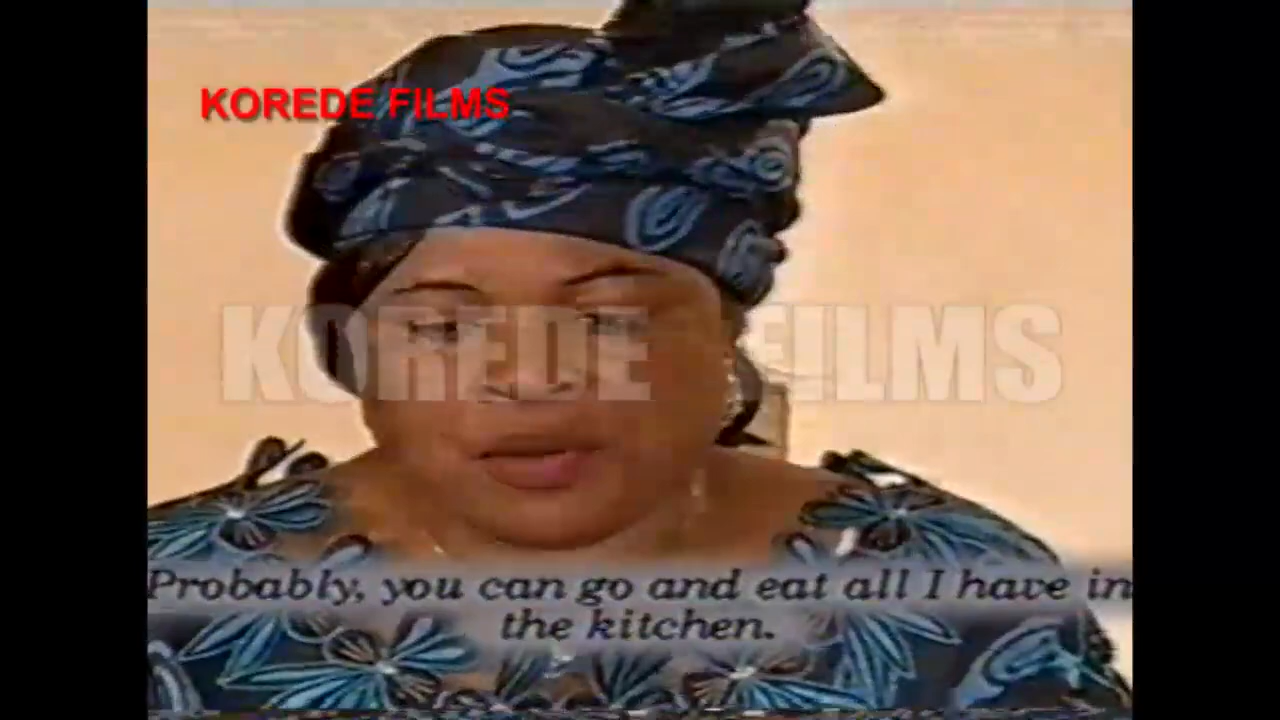 KOREDE FILMS
KOREDE FILMS
Probably, you can go and eat all I have in
the kitchen.